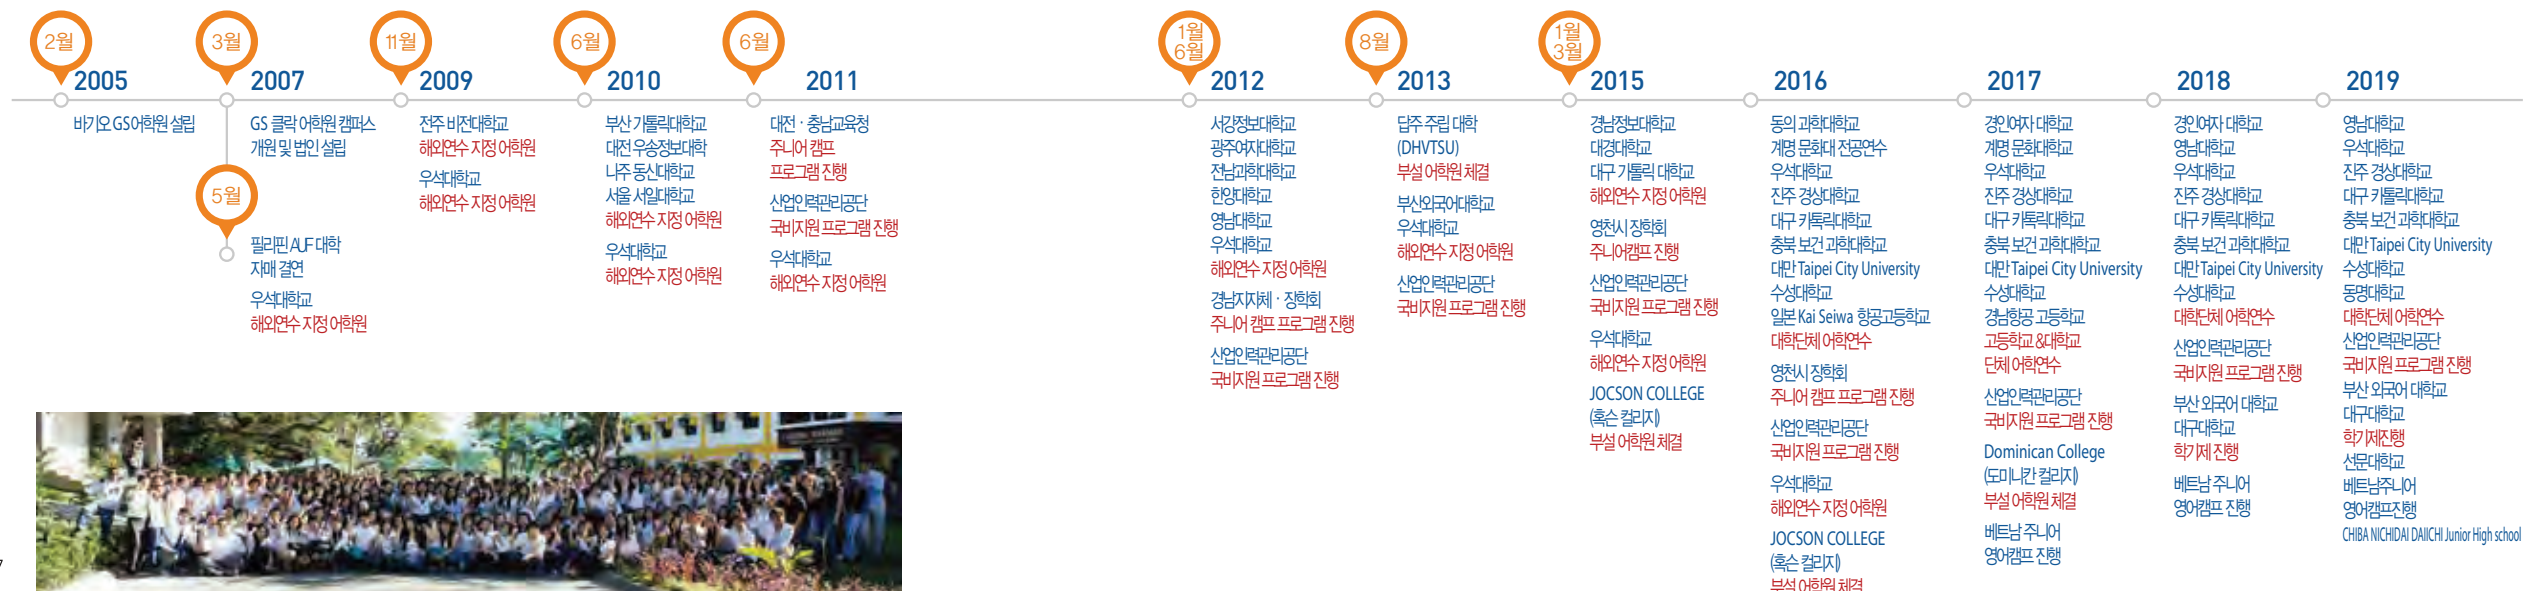 2월
2005
바기오 GS어학원 설립
3월
2007
GS 클락 어학원 캠퍼스
개원 및 법인 설립
5월
필리핀 AUF 대학
자매 결연
우석대학교
해외연수 지정 어학원
11월
2009
전주 비전대학교
해외연수 지정 어학원
우석대학교
해외연수 지정 어학원
6월
2010
부산 가톨릭대학교
대전 우송정보대학
나주 동신대학교
서울 서일대학교
해외연수 지정 어학원
우석대학교
해외연수 지정 어학원
6월
2011
대전 · 충남교육청
주니어 캠프
프로그램 진행
산업인력관리공단
국비지원 프로그램 진행
우석대학교
해외연수 지정 어학원
1월
6월
2012
서강정보대학교
광주여자대학교
전남과학대학교
한양대학교
영남대학교
우석대학교
해외연수 지정 어학원
경남지자체 · 장학회
주니어 캠프 프로그램 진행
산업인력관리공단
국비지원 프로그램 진행
8월
2013
답주 주립 대학
(DHVTSU)
부설 어학원 체결
부산외국어대학교
우석대학교
해외연수 지정 어학원
산업인력관리공단
국비지원 프로그램 진행
1월
3월
2015
경남정보대학교
대경대학교
대구 가톨릭 대학교
해외연수 지정 어학원
영천시 장학회
주니어캠프 진행
산업인력관리공단
국비지원 프로그램 진행
우석대학교
해외연수 지정 어학원
JOCSON COLLEGE
(혹슨 컬리지)
부설 어학원 체결
2016
동의 과학대학교
계명 문화대 전공연수
우석대학교
진주 경상대학교
대구 카톡릭대학교
충북 보건 과학대학교
대만 Taipei City University
수성대학교
일본 Kai Seiwa 항공고등학교
대학단체 어학연수
영천시 장학회
주니어 캠프 프로그램 진행
산업인력관리공단
국비지원 프로그램 진행
우석대학교
해외연수 지정 어학원
JOCSON COLLEGE
(혹슨 컬리지)
부설 어학원 체결
2017
경인여자 대학교
계명 문화대학교
우석대학교
진주 경상대학교
대구 카톡릭대학교
충북 보건 과학대학교
대만 Taipei City University
수성대학교
경남항공 고등학교
고등학교 &대학교
단체 어학연수
산업인력관리공단
국비지원 프로그램 진행
Dominican College
(도미니칸 컬리지)
부설 어학원 체결
베트남 주니어
영어캠프 진행
2018
경인여자 대학교
영남대학교
우석대학교
진주 경상대학교
대구 카톡릭대학교
충북 보건 과학대학교
대만 Taipei City University
수성대학교
대학단체 어학연수
산업인력관리공단
국비지원 프로그램 진행
부산 외국어 대학교
대구대학교
학기제 진행
베트남 주니어
영어캠프 진행
2019
영남대학교
우석대학교
진주 경상대학교
대구 카톨릭대학교
충북 보건 과학대학교
대만 Taipei City University
수성대학교
동명대학교
대학단체 어학연수
산업인력관리공단
국비지원 프로그램 진행
부산 외국어 대학교
대구대학교
학기제진행
선문대학교
베트남주니어
영어캠프진행
CHIBA NICHIDAI DAIICHI Junior High school